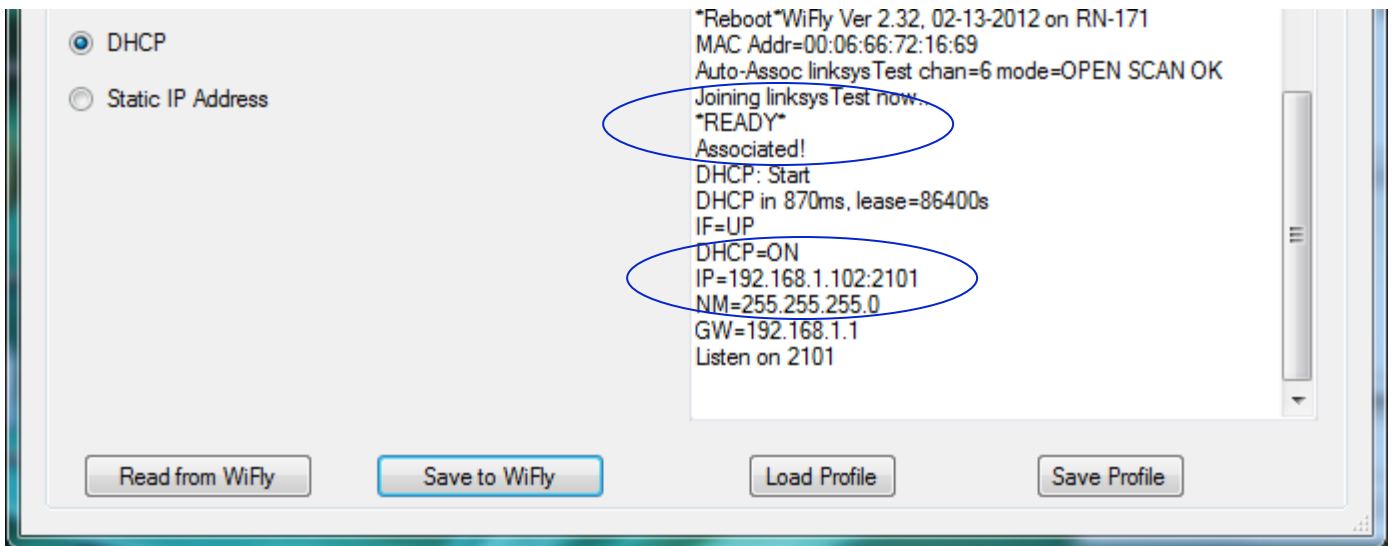 DHCP
Static IP Address
*Reboot*WiFly Ver 2.32, 02-13-2012 on RN-171
MAC Addr=00:06:66:72:16:69
Auto-Assoc linksysTest chan=6 mode=OPEN SCAN OK
Joining linksysTest now..
*READY*
Associated!
DHCP: Start
DHCP in 870ms, lease=86400s
IF=UP
DHCP=ON
IP=192.168.1.102:2101
NM=255.255.255.0
GW=192.168.1.1
Listen on 2101
Read from WiFly
Save to WiFly
Load Profile
Save Profile